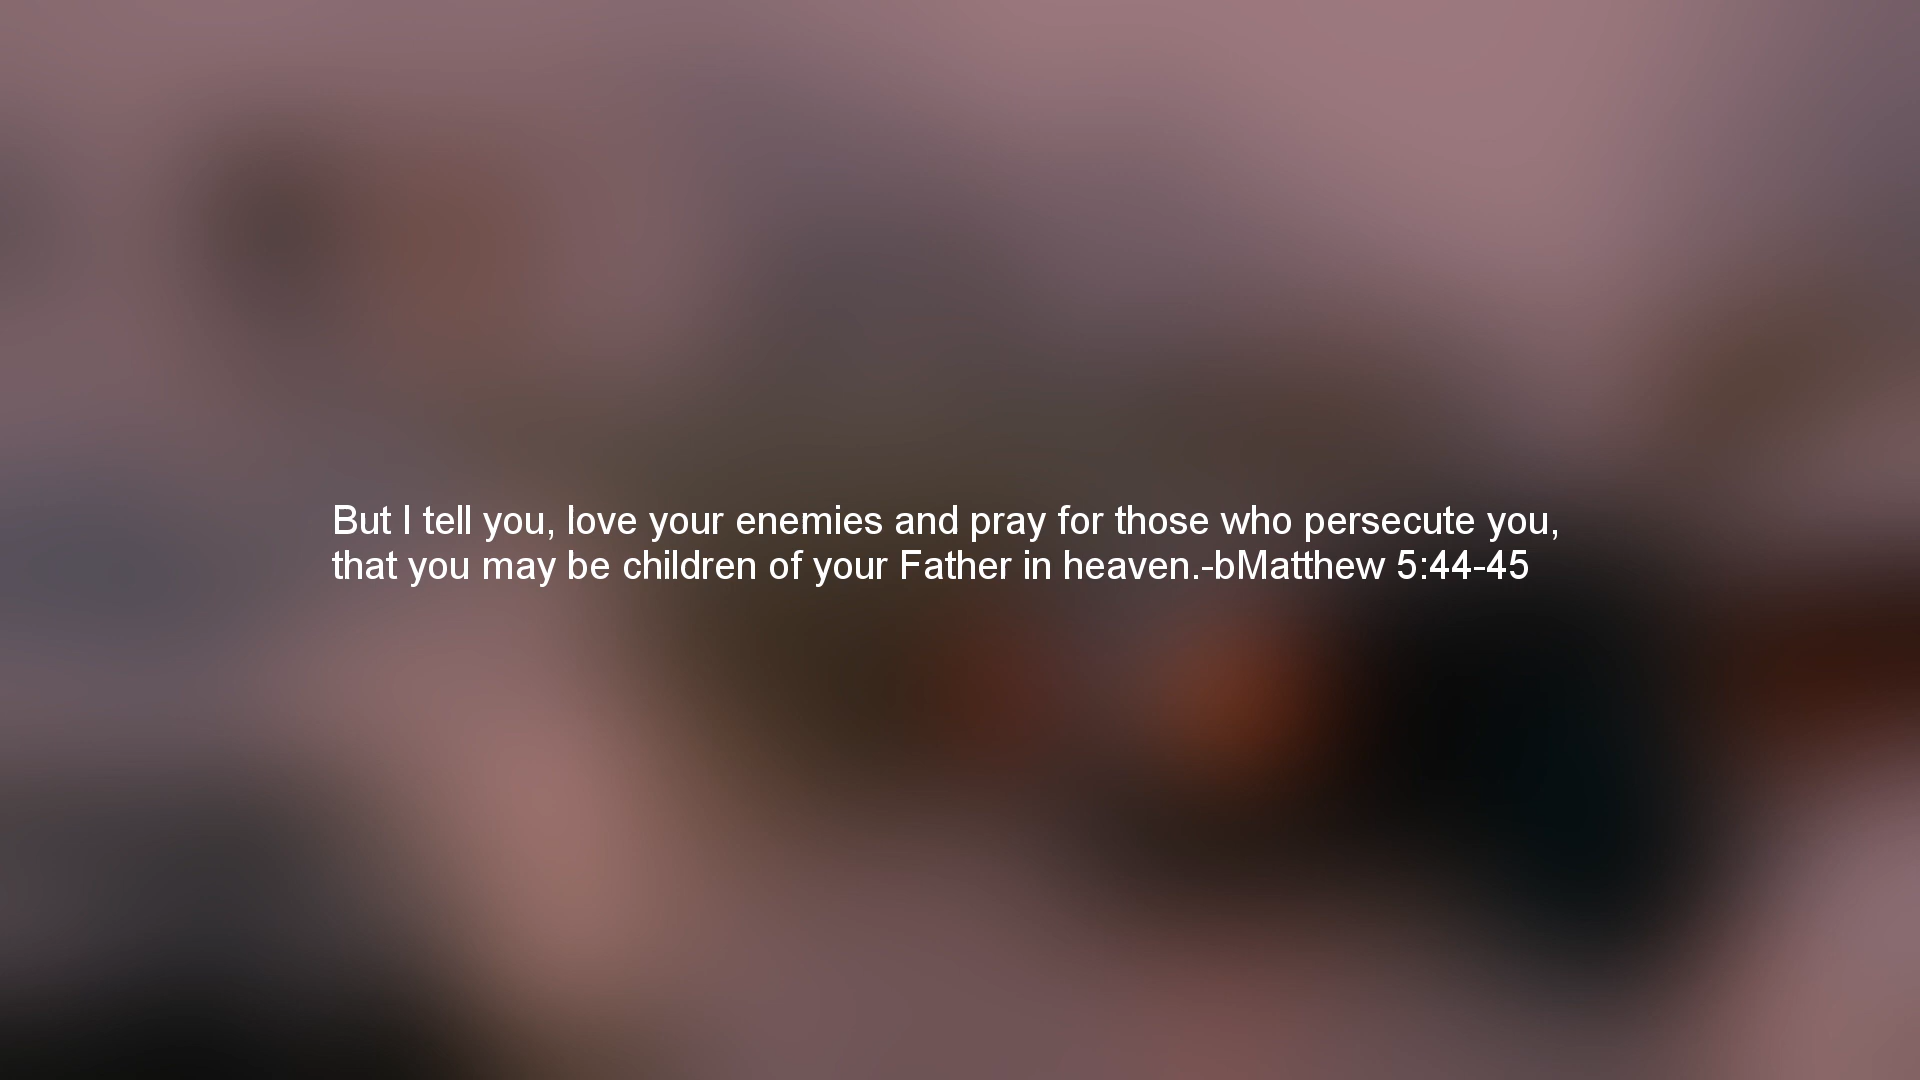 But I tell you, love your enemies and pray for those who persecute you,
that you may be children of your Father in heaven.-bMatthew 5:44-45